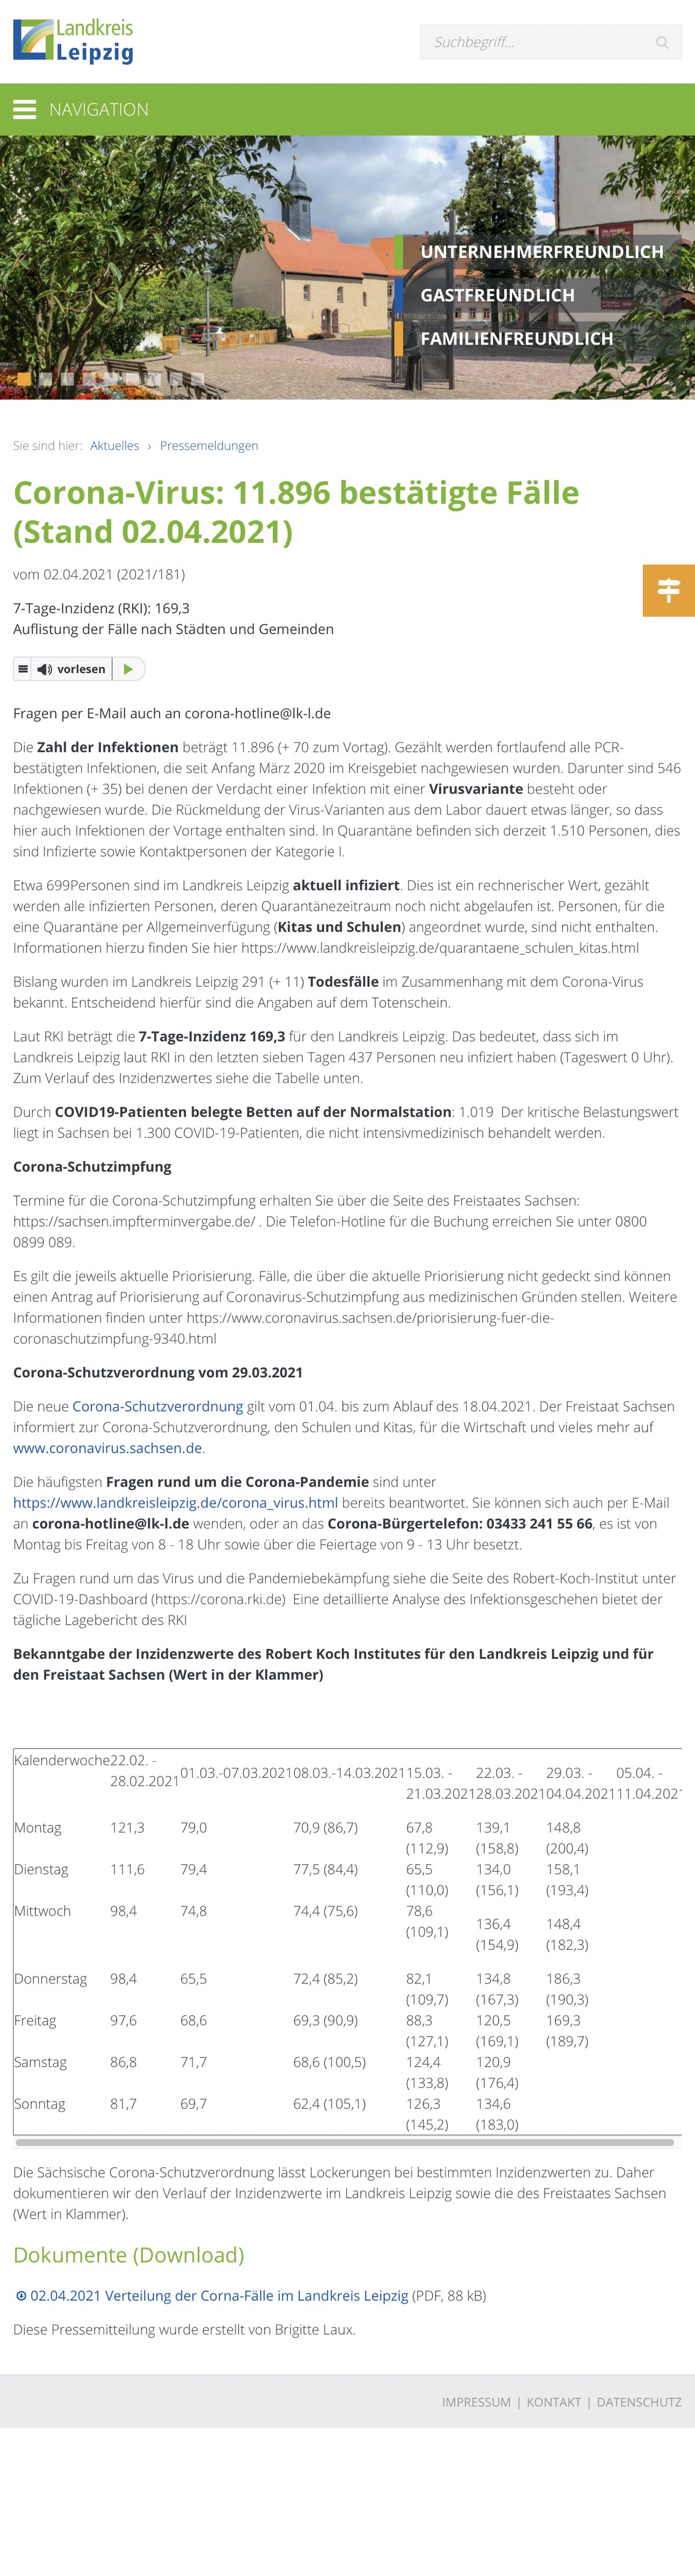 Landkreis
Leipzig
Suchbegriff...
NAVIGATION
UNTERNEHMERFREUNDLICH
GASTFREUNDLICH
FAMILIENFREUNDLICH
Sie sind hier: Aktuelles › Pressemeldungen
Corona-Virus: 11.896 bestätigte Fälle
(Stand 02.04.2021)
vom 02.04.2021 (2021/181)
7-Tage-Inzidenz (RKI): 169,3
Auflistung der Fälle nach Städten und Gemeinden
vorlesen
Fragen per E-Mail auch an corona-hotline@lk-l.de
Die Zahl der Infektionen beträgt 11.896 (+ 70 zum Vortag). Gezählt werden fortlaufend alle PCR-
bestätigten Infektionen, die seit Anfang März 2020 im Kreisgebiet nachgewiesen wurden. Darunter sind 546
Infektionen (+ 35) bei denen der Verdacht einer Infektion mit einer Virusvariante besteht oder
nachgewiesen wurde. Die Rückmeldung der Virus-Varianten aus dem Labor dauert etwas länger, so dass
hier auch Infektionen der Vortage enthalten sind. In Quarantäne befinden sich derzeit 1.510 Personen, dies
sind Infizierte sowie Kontaktpersonen der Kategorie I.
Etwa 699Personen sind im Landkreis Leipzig aktuell infiziert. Dies ist ein rechnerischer Wert, gezählt
werden alle infizierten Personen, deren Quarantänezeitraum noch nicht abgelaufen ist. Personen, für die
eine Quarantäne per Allgemeinverfügung (Kitas und Schulen) angeordnet wurde, sind nicht enthalten.
Informationen hierzu finden Sie hier https://www.landkreisleipzig.de/quarantaene_schulen_kitas.html
Bislang wurden im Landkreis Leipzig 291 (+ 11) Todesfälle im Zusammenhang mit dem Corona-Virus
bekannt. Entscheidend hierfür sind die Angaben auf dem Totenschein.
Laut RKI beträgt die 7-Tage-Inzidenz 169,3 für den Landkreis Leipzig. Das bedeutet, dass sich im
Landkreis Leipzig laut RKI in den letzten sieben Tagen 437 Personen neu infiziert haben (Tageswert 0 Uhr).
Zum Verlauf des Inzidenzwertes siehe die Tabelle unten.
Durch COVID19-Patienten belegte Betten auf der Normalstation: 1.019  Der kritische Belastungswert
liegt in Sachsen bei 1.300 COVID-19-Patienten, die nicht intensivmedizinisch behandelt werden.
Corona-Schutzimpfung
Termine für die Corona-Schutzimpfung erhalten Sie über die Seite des Freistaates Sachsen:
https://sachsen.impfterminvergabe.de/ . Die Telefon-Hotline für die Buchung erreichen Sie unter 0800
0899 089.
Es gilt die jeweils aktuelle Priorisierung. Fälle, die über die aktuelle Priorisierung nicht gedeckt sind können
einen Antrag auf Priorisierung auf Coronavirus-Schutzimpfung aus medizinischen Gründen stellen. Weitere
Informationen finden unter https://www.coronavirus.sachsen.de/priorisierung-fuer-die-
coronaschutzimpfung-9340.html
Corona-Schutzverordnung vom 29.03.2021
Die neue Corona-Schutzverordnung gilt vom 01.04. bis zum Ablauf des 18.04.2021. Der Freistaat Sachsen
informiert zur Corona-Schutzverordnung, den Schulen und Kitas, für die Wirtschaft und vieles mehr auf
www.coronavirus.sachsen.de.
Die häufigsten Fragen rund um die Corona-Pandemie sind unter
https://www.landkreisleipzig.de/corona_virus.html bereits beantwortet. Sie können sich auch per E-Mail
an corona-hotline@lk-l.de wenden, oder an das Corona-Bürgertelefon: 03433 241 55 66, es ist von
Montag bis Freitag von 8 - 18 Uhr sowie über die Feiertage von 9 - 13 Uhr besetzt.
Zu Fragen rund um das Virus und die Pandemiebekämpfung siehe die Seite des Robert-Koch-Institut unter
COVID-19-Dashboard (https://corona.rki.de)  Eine detaillierte Analyse des Infektionsgeschehen bietet der
tägliche Lagebericht des RKI
Bekanntgabe der Inzidenzwerte des Robert Koch Institutes für den Landkreis Leipzig und für
den Freistaat Sachsen (Wert in der Klammer)
Kalenderwoche 22.02. - 28.02.2021 01.03.-07.03.2021 08.03.-14.03.2021 15.03. - 21.03.2021 22.03. - 28.03.2021 29.03. - 04.04.2021 05.04. - 11.04.2021
Montag 121,3 79,0 70,9 (86,7) 67,8 (112,9) 139,1 (158,8) 148,8 (200,4)
Dienstag 111,6 79,4 77,5 (84,4) 65,5 (110,0) 134,0 (156,1) 158,1 (193,4)
Mittwoch 98,4 74,8 74,4 (75,6) 78,6 (109,1) 136,4 (154,9) 148,4 (182,3)
Donnerstag 98,4 65,5 72,4 (85,2) 82,1 (109,7) 134,8 (167,3) 186,3 (190,3)
Freitag 97,6 68,6 69,3 (90,9) 88,3 (127,1) 120,5 (169,1) 169,3 (189,7)
Samstag 86,8 71,7 68,6 (100,5) 124,4 (133,8) 120,9 (176,4)
Sonntag 81,7 69,7 62,4 (105,1) 126,3 (145,2) 134,6 (183,0)
Die Sächsische Corona-Schutzverordnung lässt Lockerungen bei bestimmten Inzidenzwerten zu. Daher
dokumentieren wir den Verlauf der Inzidenzwerte im Landkreis Leipzig sowie die des Freistaates Sachsen
(Wert in Klammer).
Dokumente (Download)
02.04.2021 Verteilung der Corna-Fälle im Landkreis Leipzig (PDF, 88 kB)
Diese Pressemitteilung wurde erstellt von Brigitte Laux.
IMPRESSUM | KONTAKT | DATENSCHUTZ